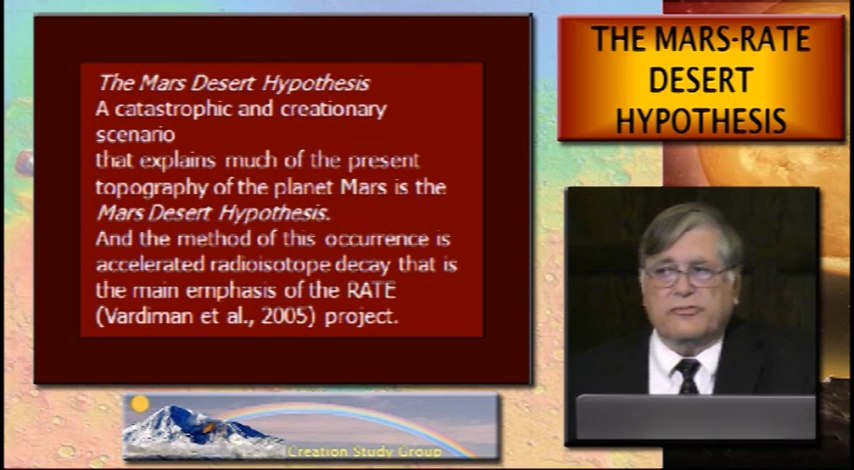 The Mars Desert Hypothesis
A catastrophic and creationary
scenario
that explains much of the present
topography of the planet Mars is the
Mars Desert Hypothesis.
And the method of this occurrence is
accelerated radioisotope decay that is
the main emphasis of the RATE
(Vardiman et al., 2005) project.
THE MARS-RATE
DESERT
HYPOTHESIS
Creation Study Group